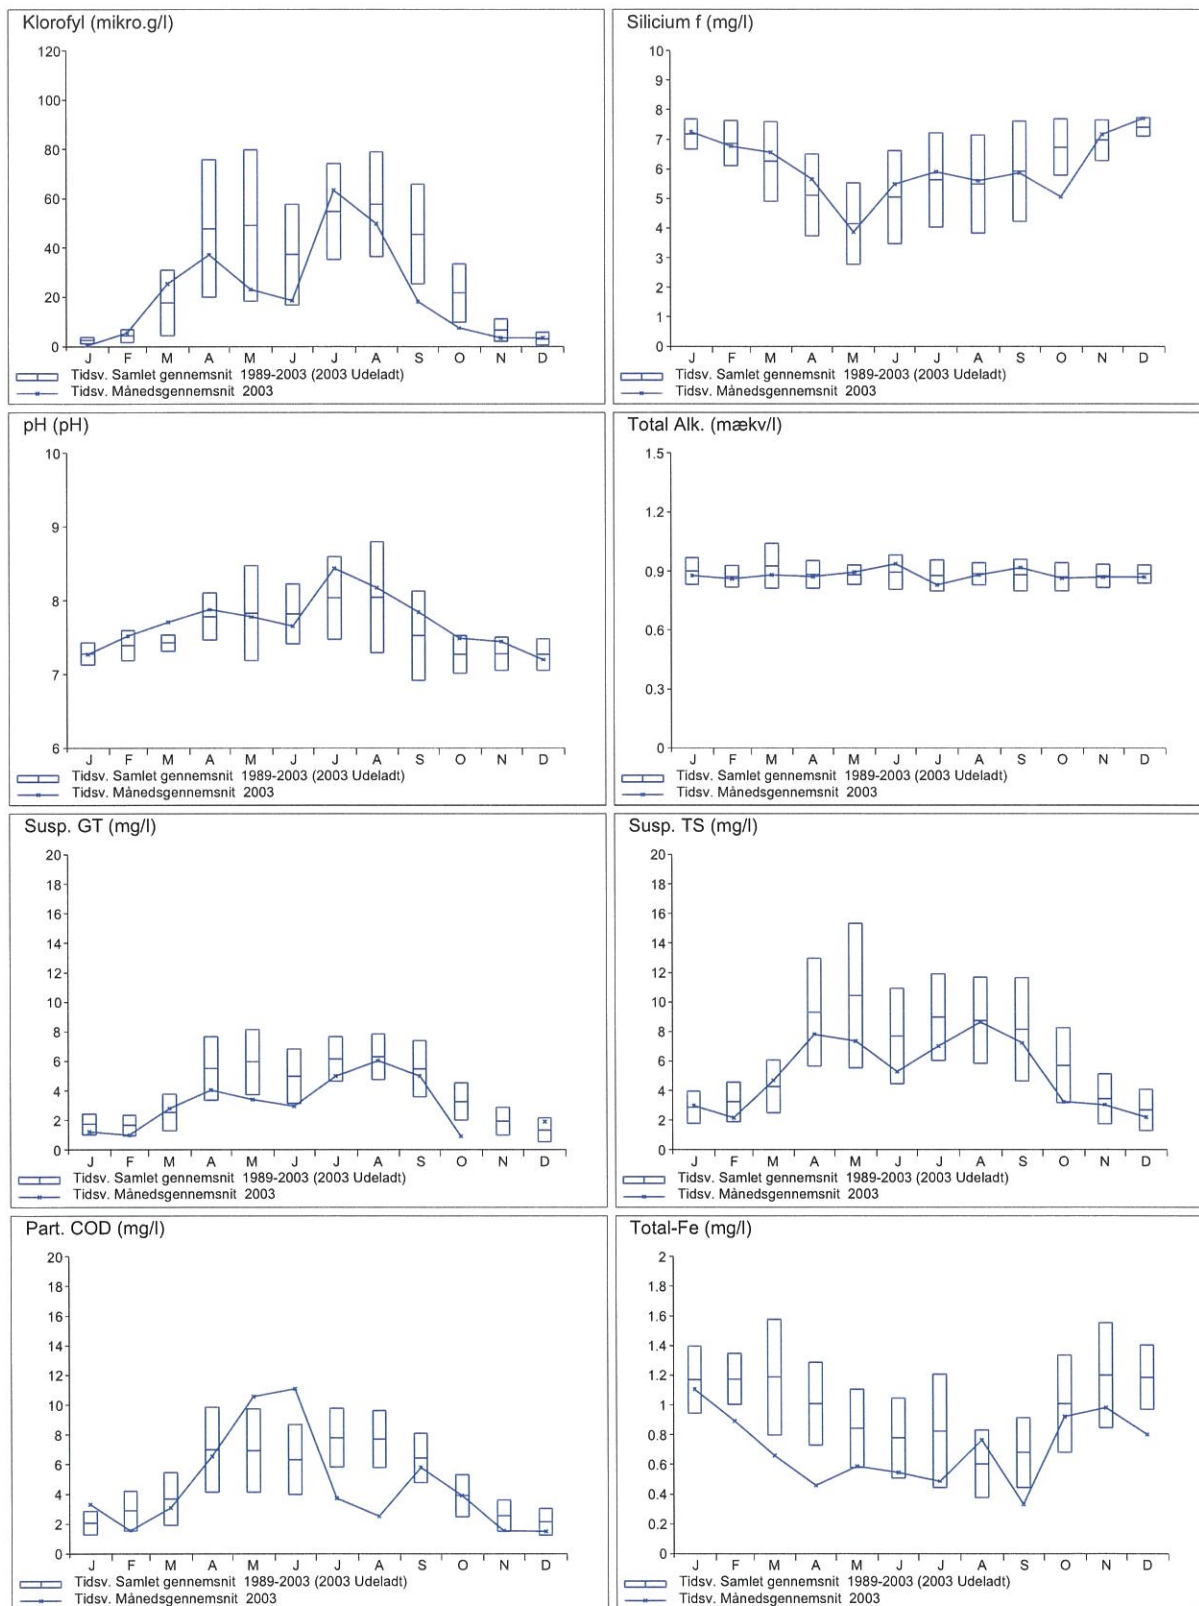 Klorofyl (mikro.g/l)
120
100
80
60
40
20
0
J F M A M J J A S O N D
Tidsv. Samlet gennemsnit 1989-2003 (2003 Udeladt)
Tidsv. Månedsgennemsnit 2003
Silicium f (mg/l)
10
9
8
7
6
5
4
3
2
1
0
J F M A M J J A S O N D
Tidsv. Samlet gennemsnit 1989-2003 (2003 Udeladt)
Tidsv. Månedsgennemsnit 2003
pH (pH)
10
9
8
7
6
J F M A M J J A S O N D
Tidsv. Samlet gennemsnit 1989-2003 (2003 Udeladt)
Tidsv. Månedsgennemsnit 2003
Total Alk. (mækv/l)
1.5
1.2
0.9
0.6
0.3
0
J F M A M J J A S O N D
Tidsv. Samlet gennemsnit 1989-2003 (2003 Udeladt)
Tidsv. Månedsgennemsnit 2003
Susp. GT (mg/l)
20
18
16
14
12
10
8
6
4
2
0
J F M A M J J A S O N D
Tidsv. Samlet gennemsnit 1989-2003 (2003 Udeladt)
Tidsv. Månedsgennemsnit 2003
Susp. TS (mg/l)
20
18
16
14
12
10
8
6
4
2
0
J F M A M J J A S O N D
Tidsv. Samlet gennemsnit 1989-2003 (2003 Udeladt)
Tidsv. Månedsgennemsnit 2003
Part. COD (mg/l)
20
18
16
14
12
10
8
6
4
2
0
J F M A M J J A S O N D
Tidsv. Samlet gennemsnit 1989-2003 (2003 Udeladt)
Tidsv. Månedsgennemsnit 2003
Total-Fe (mg/l)
2
1.8
1.6
1.4
1.2
1
0.8
0.6
0.4
0.2
0
J F M A M J J A S O N D
Tidsv. Samlet gennemsnit 1989-2003 (2003 Udeladt)
Tidsv. Månedsgennemsnit 2003